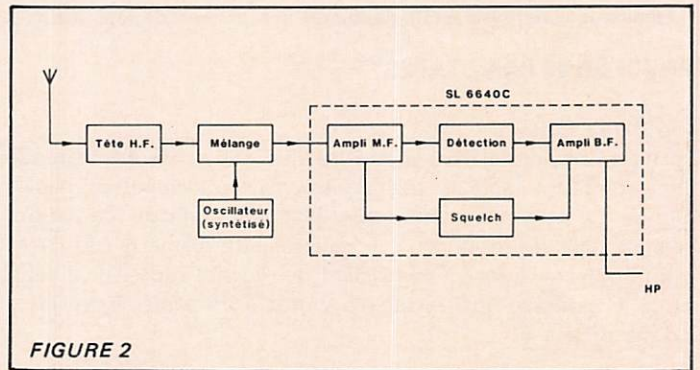 SL 6640C
Tête H.F.
Mélange
Ampli M.F.
Détection
Ampli B.F.
Oscillateur
(syntétisé)
Squelch
HP
FIGURE 2